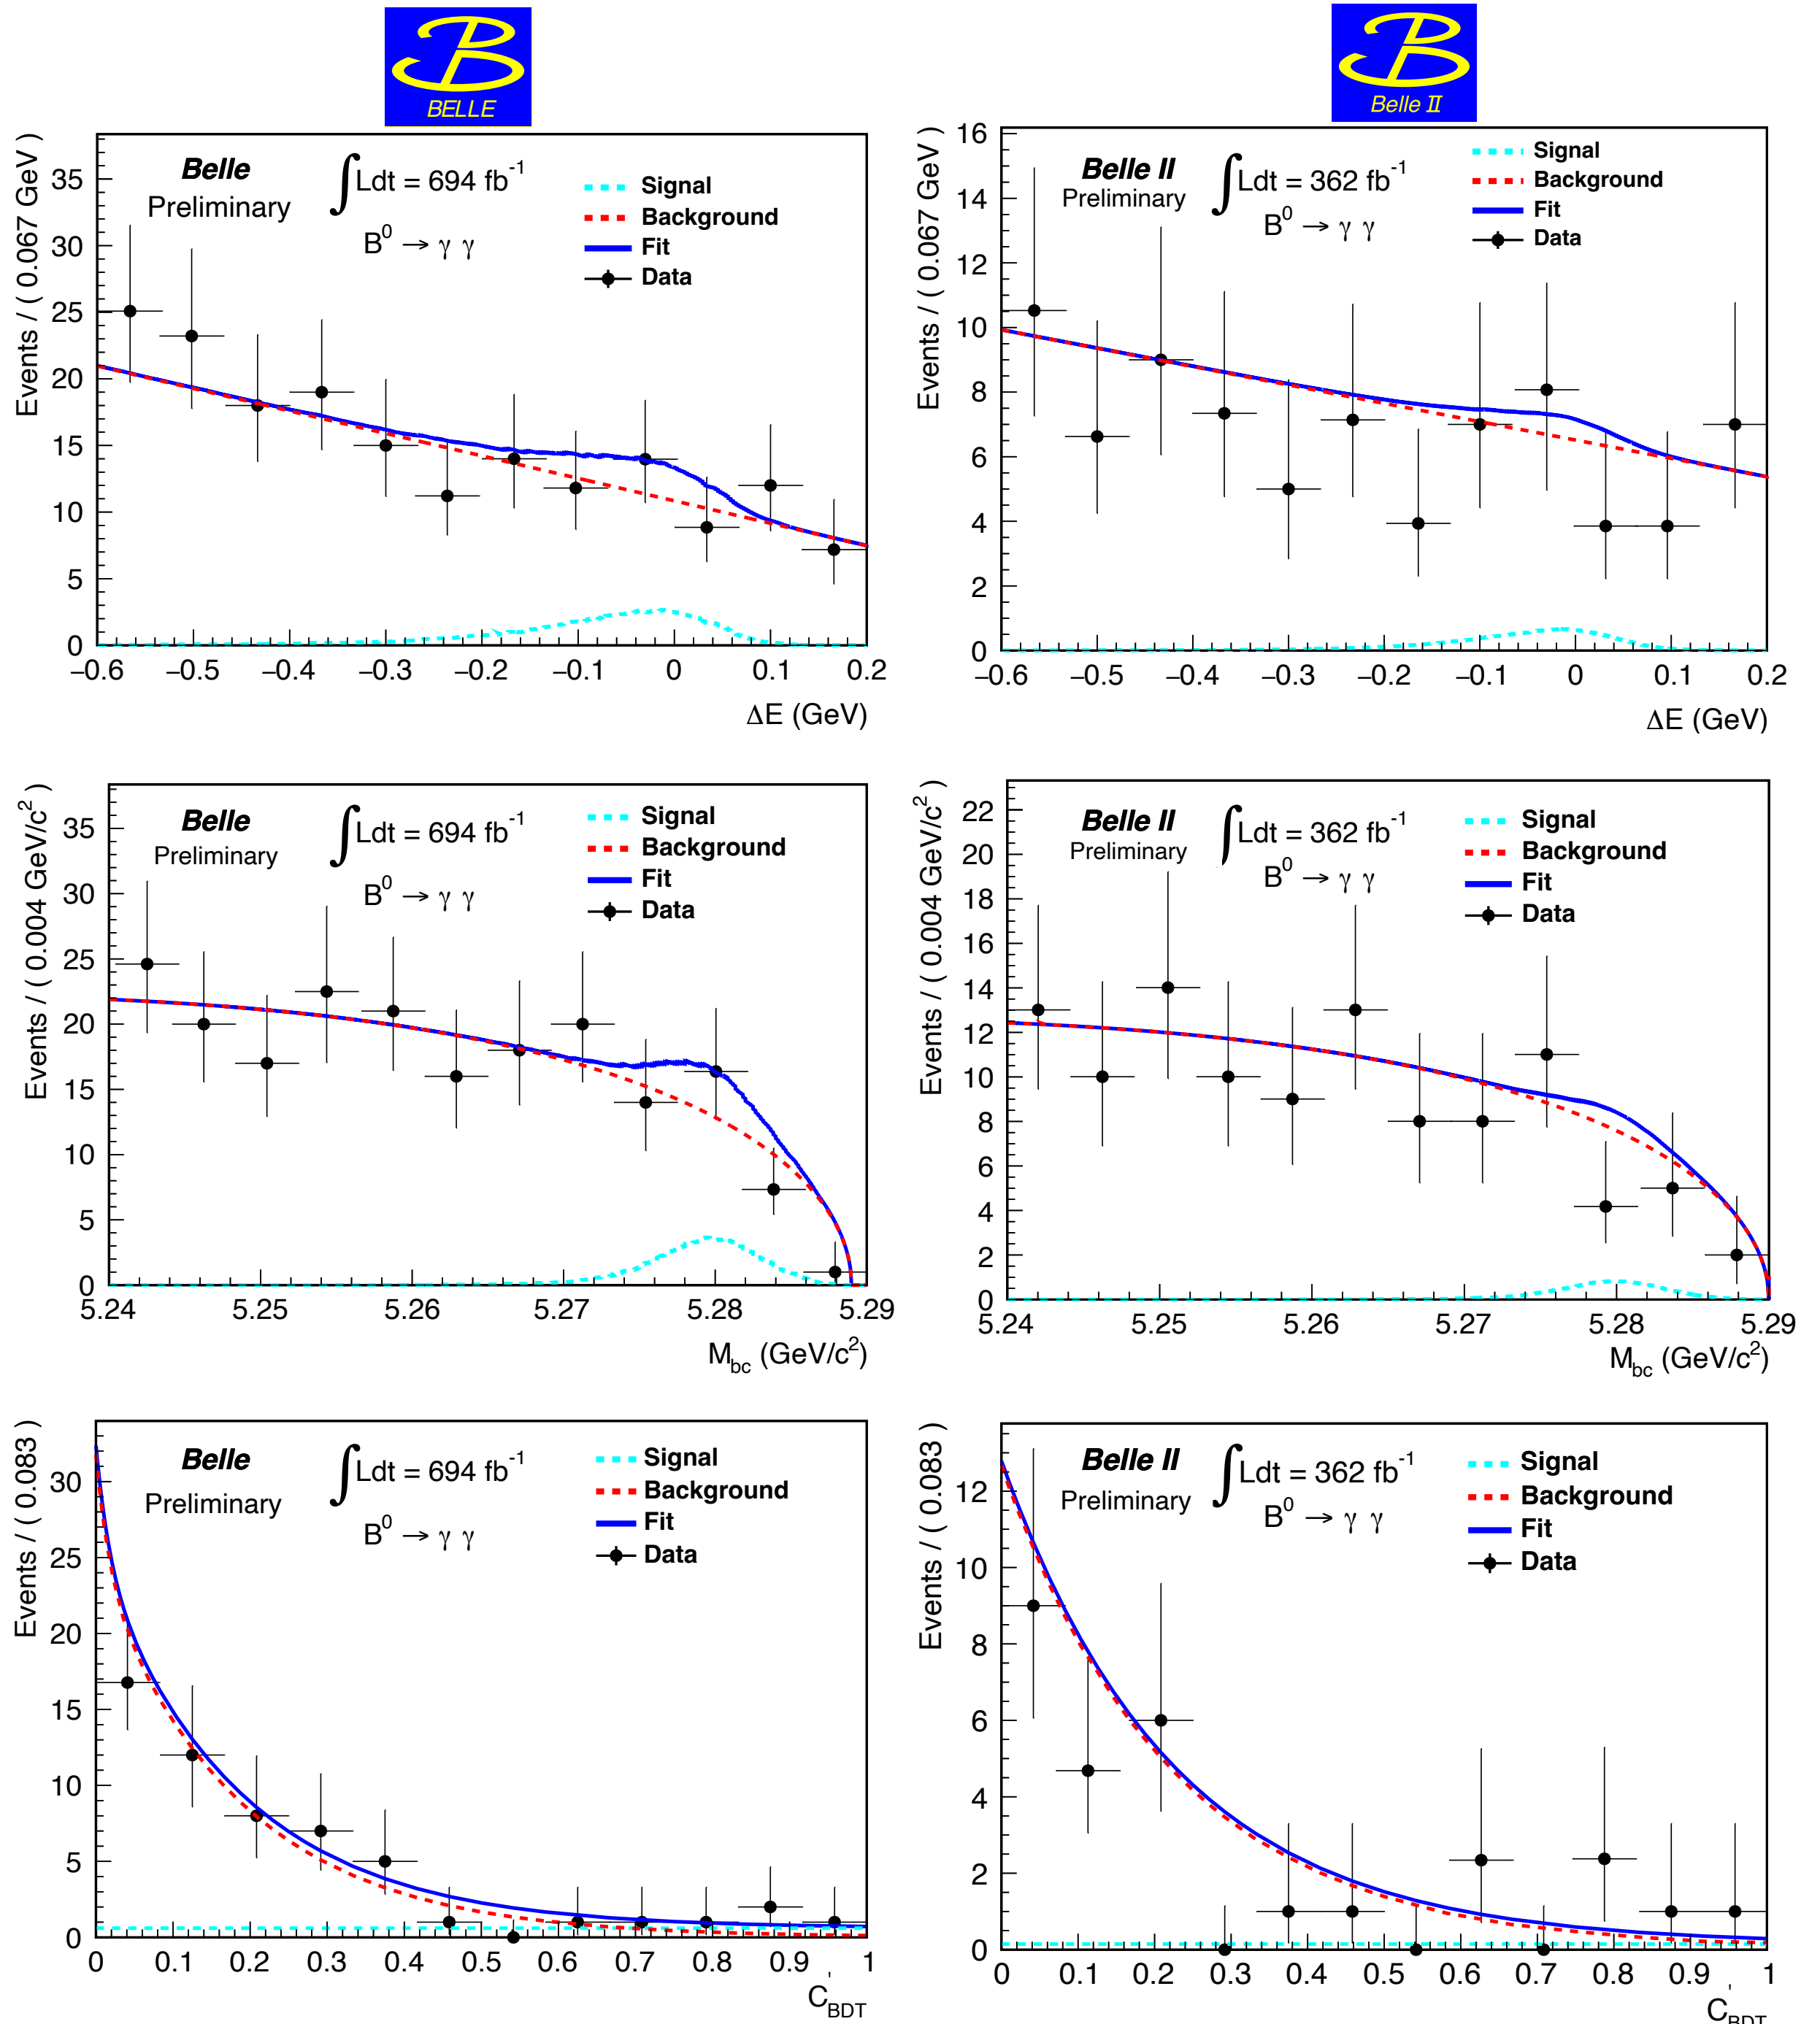 BELLE
Belle II
Belle
Preliminary
∫Ldt = 694 fb⁻¹
B⁰ → γ γ
Signal
Background
Fit
Data
Events / ( 0.067 GeV )
35
30
25
20
15
10
5
0
−0.6 −0.5 −0.4 −0.3 −0.2 −0.1 0 0.1 0.2
ΔE (GeV)
Belle II
Preliminary
∫Ldt = 362 fb⁻¹
B⁰ → γ γ
Signal
Background
Fit
Data
Events / ( 0.067 GeV )
16
14
12
10
8
6
4
2
0
−0.6 −0.5 −0.4 −0.3 −0.2 −0.1 0 0.1 0.2
ΔE (GeV)
Belle
Preliminary
∫Ldt = 694 fb⁻¹
B⁰ → γ γ
Signal
Background
Fit
Data
Events / ( 0.004 GeV/c² )
35
30
25
20
15
10
5
0
5.24 5.25 5.26 5.27 5.28 5.29
M_bc (GeV/c²)
Belle II
Preliminary
∫Ldt = 362 fb⁻¹
B⁰ → γ γ
Signal
Background
Fit
Data
Events / ( 0.004 GeV/c² )
22
20
18
16
14
12
10
8
6
4
2
0
5.24 5.25 5.26 5.27 5.28 5.29
M_bc (GeV/c²)
Belle
Preliminary
∫Ldt = 694 fb⁻¹
B⁰ → γ γ
Signal
Background
Fit
Data
Events / ( 0.083 )
30
25
20
15
10
5
0
0 0.1 0.2 0.3 0.4 0.5 0.6 0.7 0.8 0.9 1
C'_BDT
Belle II
Preliminary
∫Ldt = 362 fb⁻¹
B⁰ → γ γ
Signal
Background
Fit
Data
Events / ( 0.083 )
12
10
8
6
4
2
0
0 0.1 0.2 0.3 0.4 0.5 0.6 0.7 0.8 0.9 1
C'_BDT